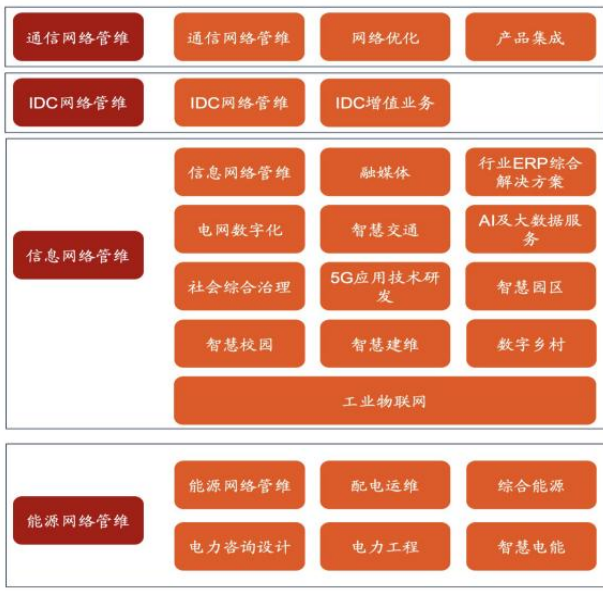 通信网络管维
通信网络管维
网络优化
产品集成
IDC网络管维
IDC网络管维
IDC增值业务
信息网络管维
信息网络管维
融媒体
行业ERP综合
解决方案
电网数字化
智慧交通
AI及大数据服
务
社会综合治理
5G应用技术研
发
智慧园区
智慧校园
智慧建维
数字乡村
工业物联网
能源网络管维
能源网络管维
配电运维
综合能源
电力咨询设计
电力工程
智慧电能